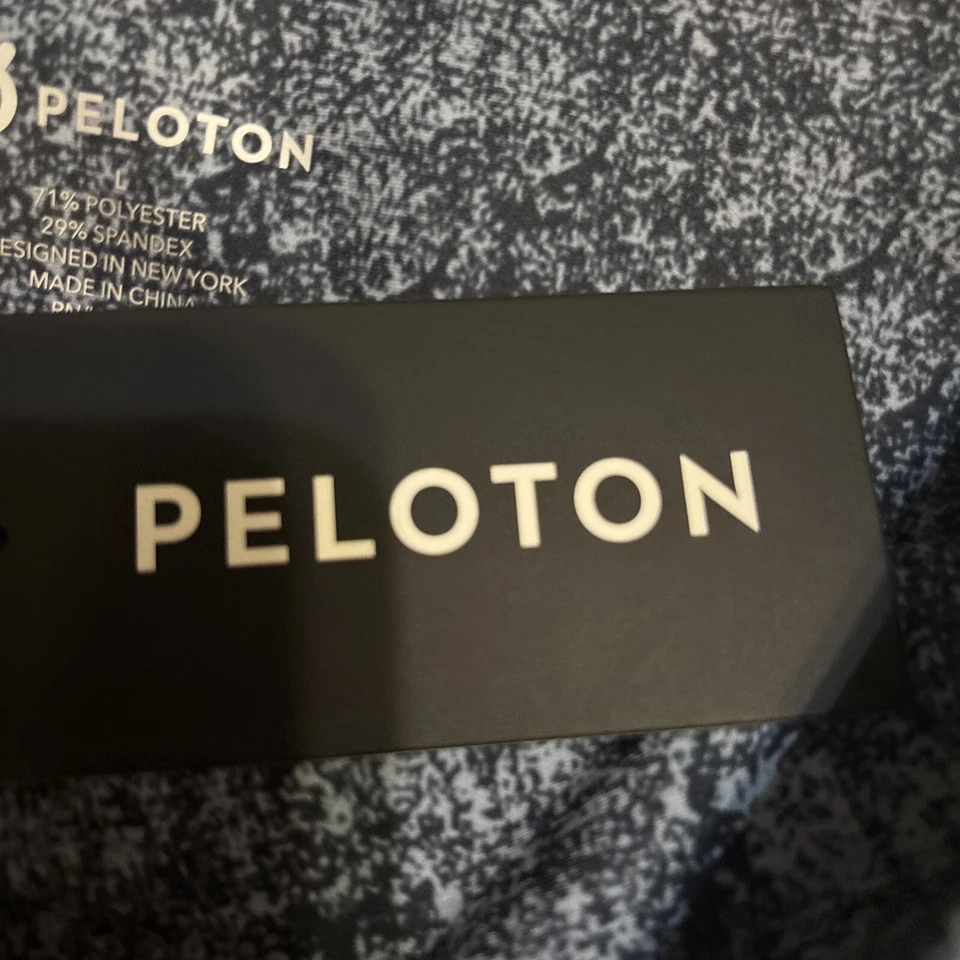 PELOTON
L
71% POLYESTER
29% SPANDEX
ESIGNED IN NEW YORK
MADE IN CHINA
PELOTON